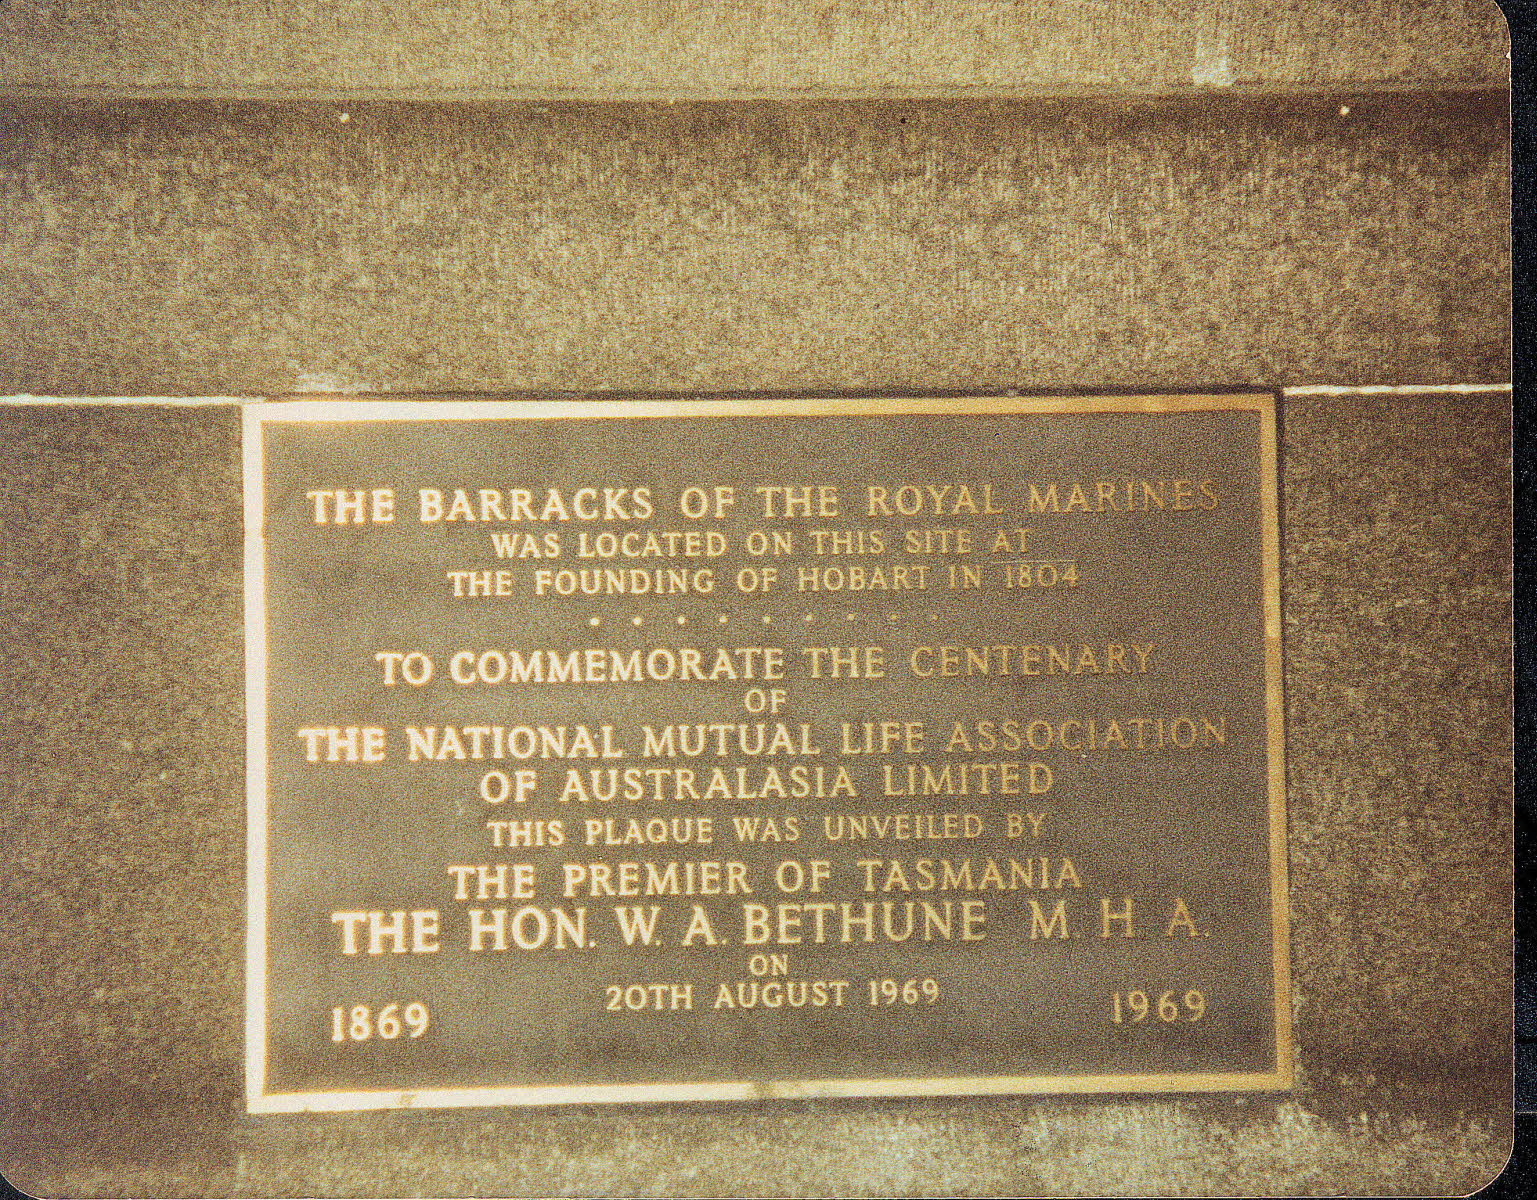 THE BARRACKS OF THE ROYAL MARINES
WAS LOCATED ON THIS SITE AT
THE FOUNDING OF HOBART IN 1804
. . . . . . . . .
TO COMMEMORATE THE CENTENARY
OF
THE NATIONAL MUTUAL LIFE ASSOCIATION
OF AUSTRALASIA LIMITED
THIS PLAQUE WAS UNVEILED BY
THE PREMIER OF TASMANIA
THE HON. W. A. BETHUNE M. H. A.
ON
20TH AUGUST 1969
1869 1969